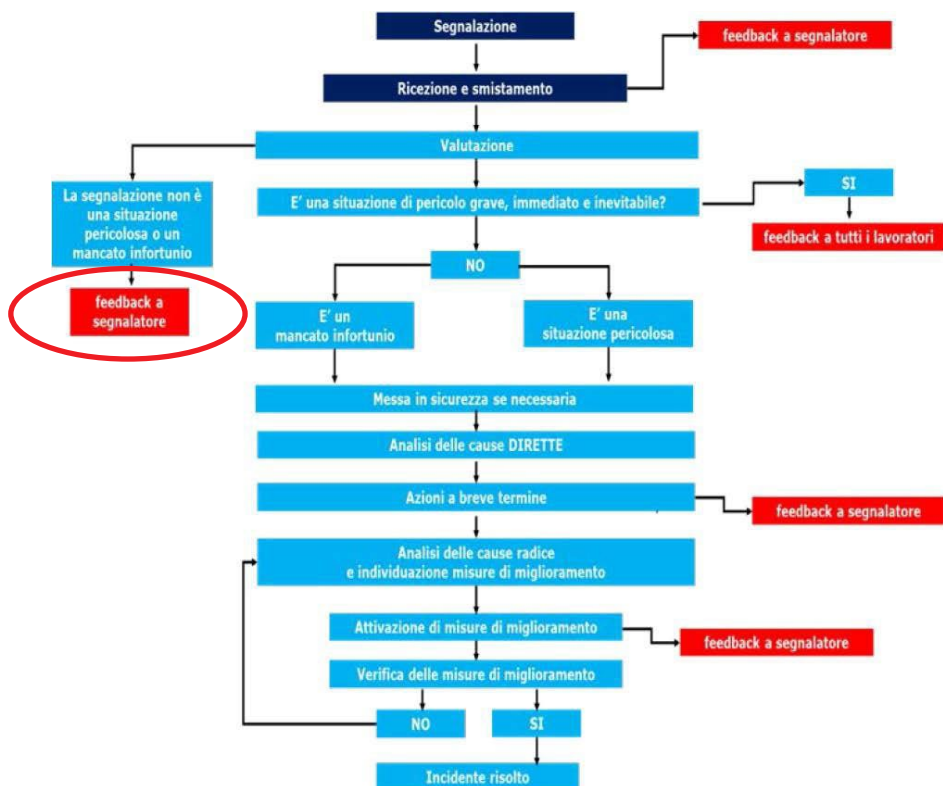 Segnalazione
feedback a segnalatore
Ricezione e smistamento
Valutazione
La segnalazione non è
una situazione
pericolosa o un
mancato infortunio
E' una situazione di pericolo grave, immediato e inevitabile?
SI
feedback a tutti i lavoratori
NO
feedback a
segnalatore
E' un
mancato infortunio
E' una
situazione pericolosa
Messa in sicurezza se necessaria
Analisi delle cause DIRETTE
Azioni a breve termine
feedback a segnalatore
Analisi delle cause radice
e individuazione misure di miglioramento
Attivazione di misure di miglioramento
feedback a segnalatore
Verifica delle misure di miglioramento
NO
SI
Incidente risolto